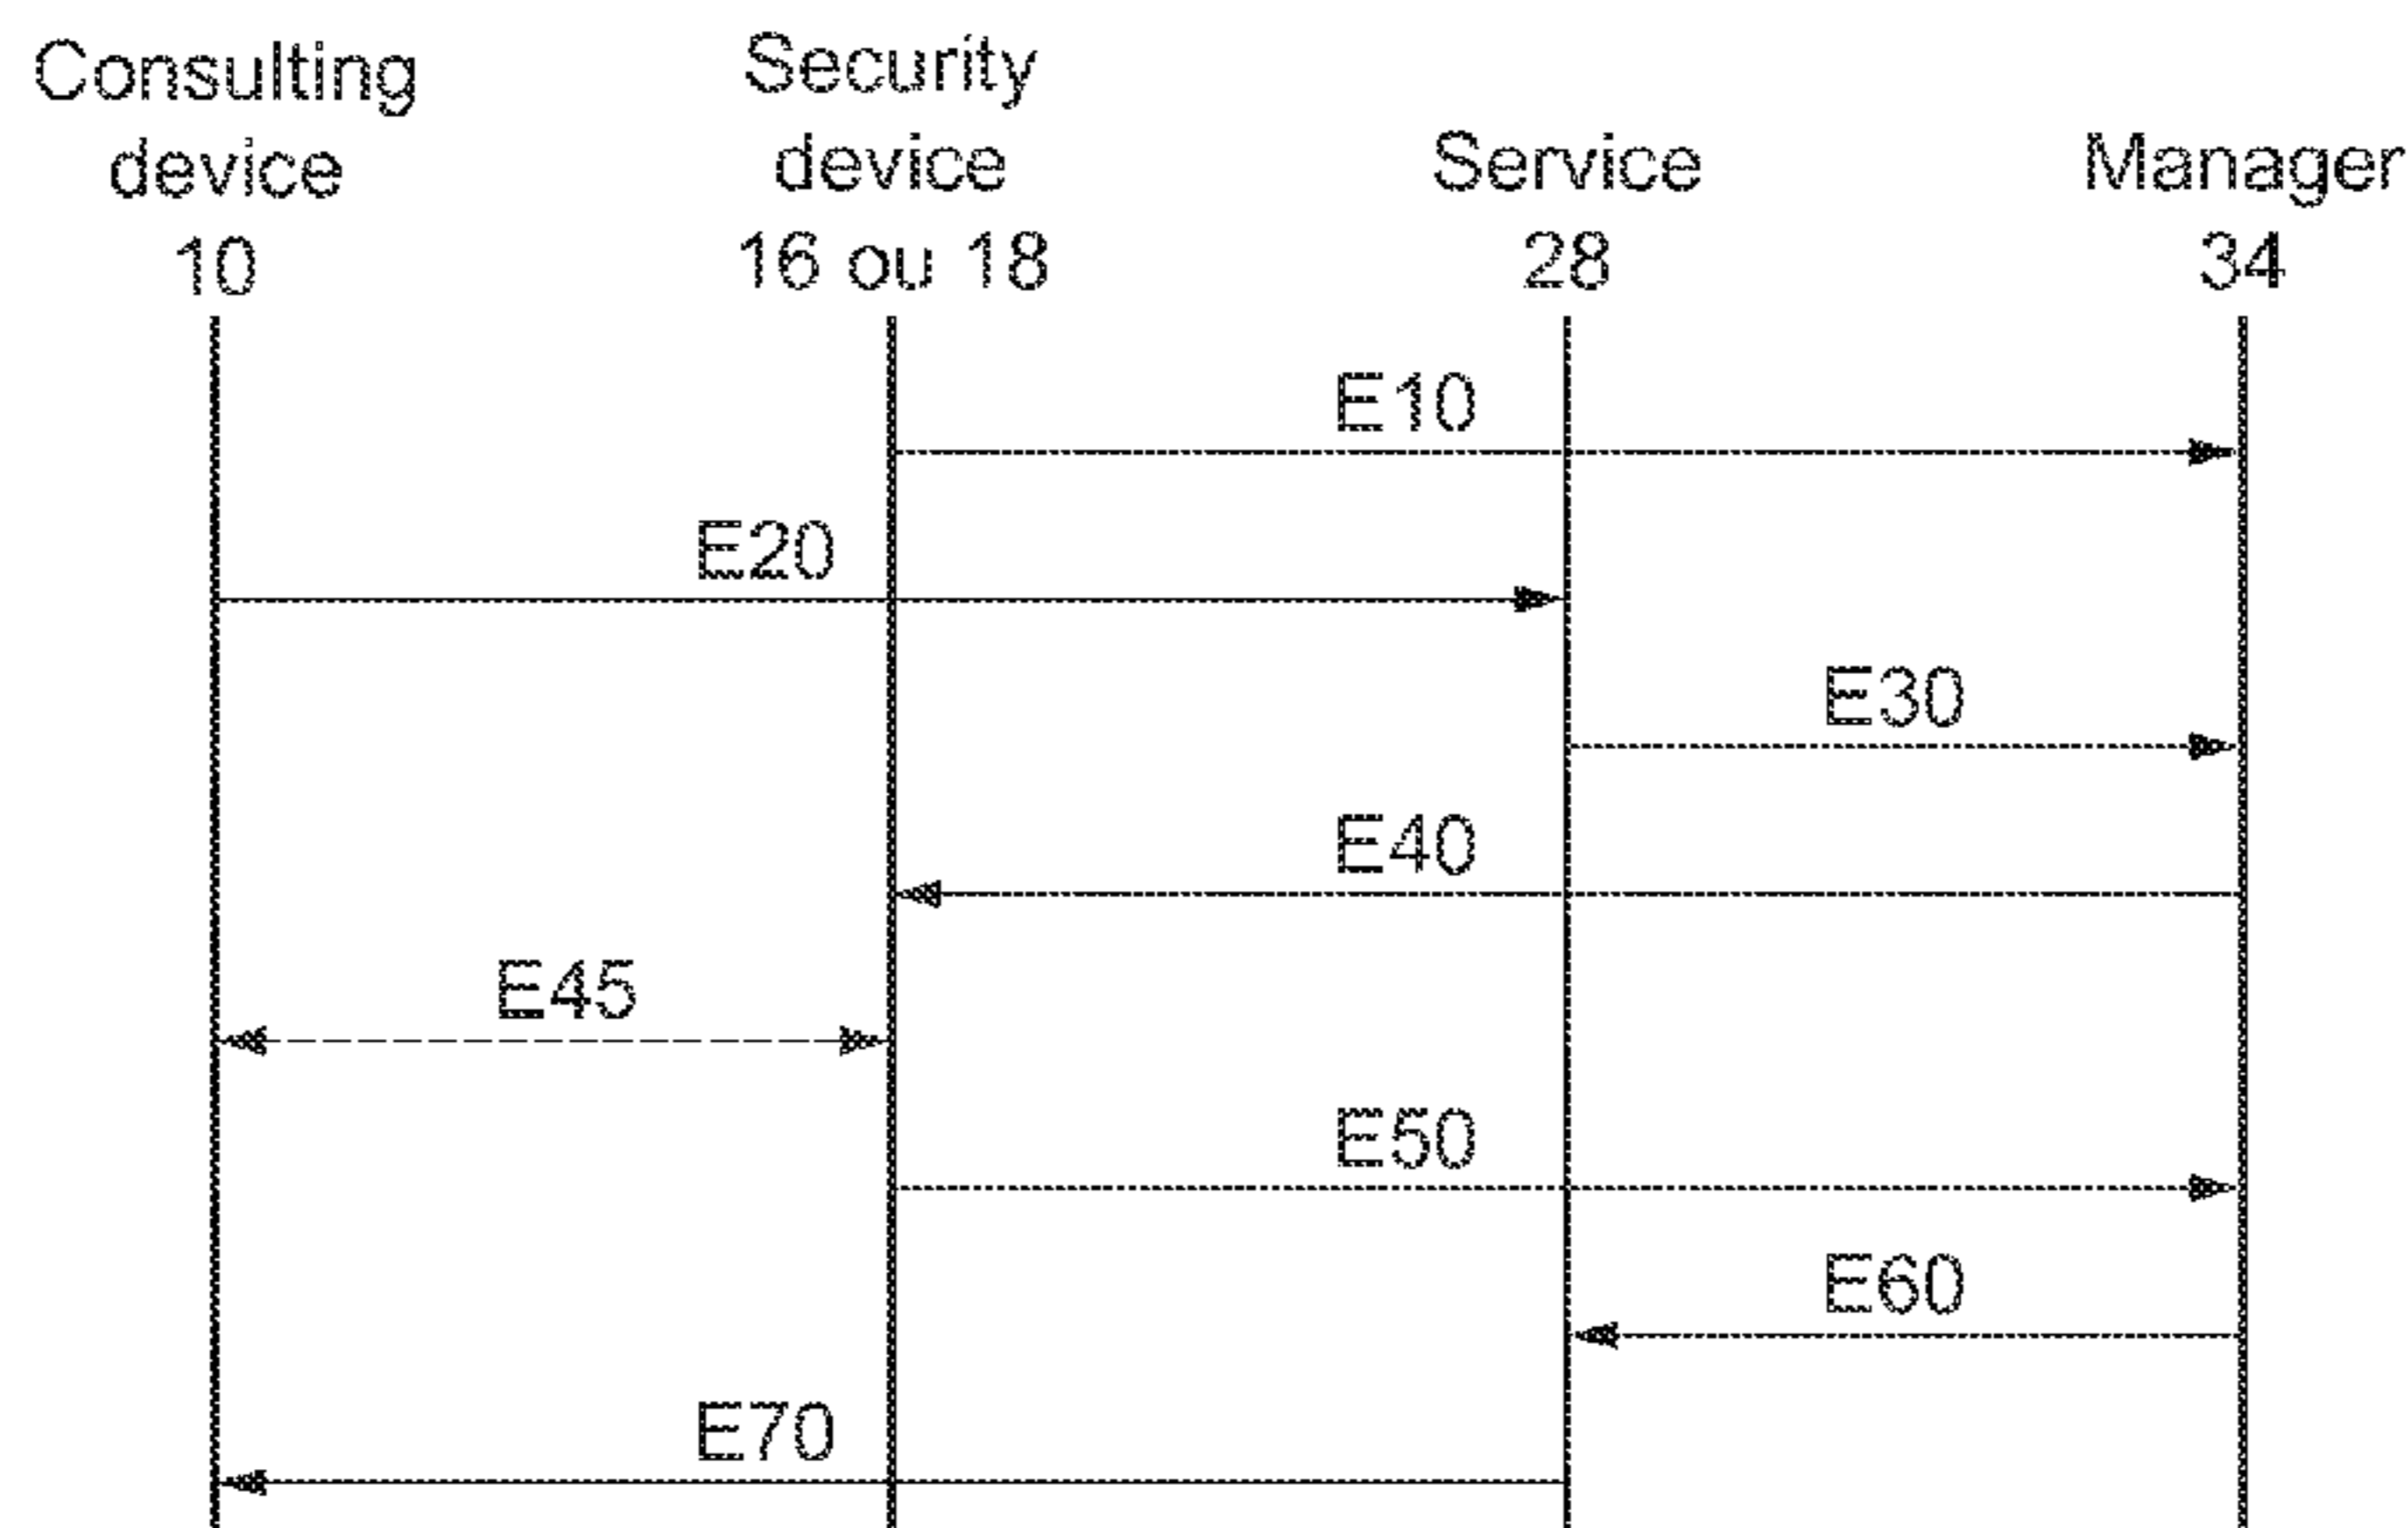 Consulting
device
10
Security
device
16 ou 18
Service
28
Manager
34
E10
E20
E30
E40
E45
E50
E60
E70